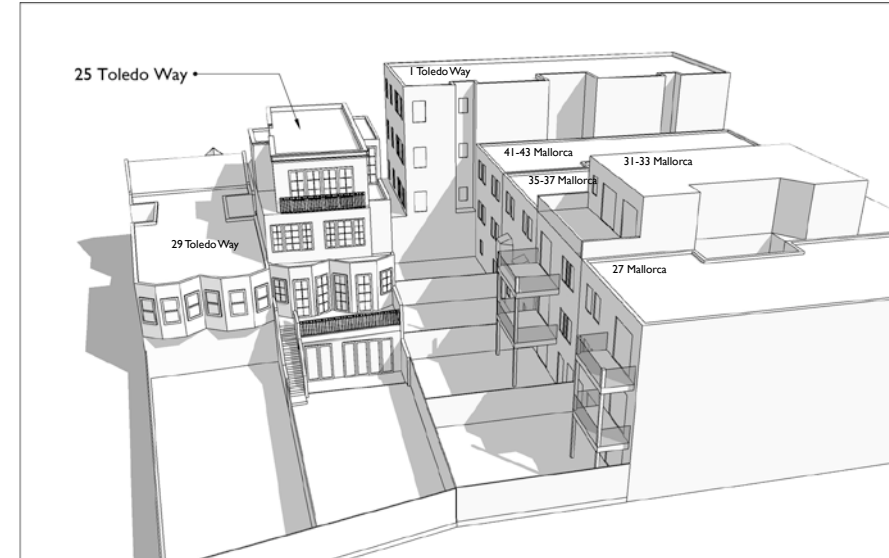 25 Toledo Way
1 Toledo Way
41-43 Mallorca
31-33 Mallorca
35-37 Mallorca
29 Toledo Way
27 Mallorca